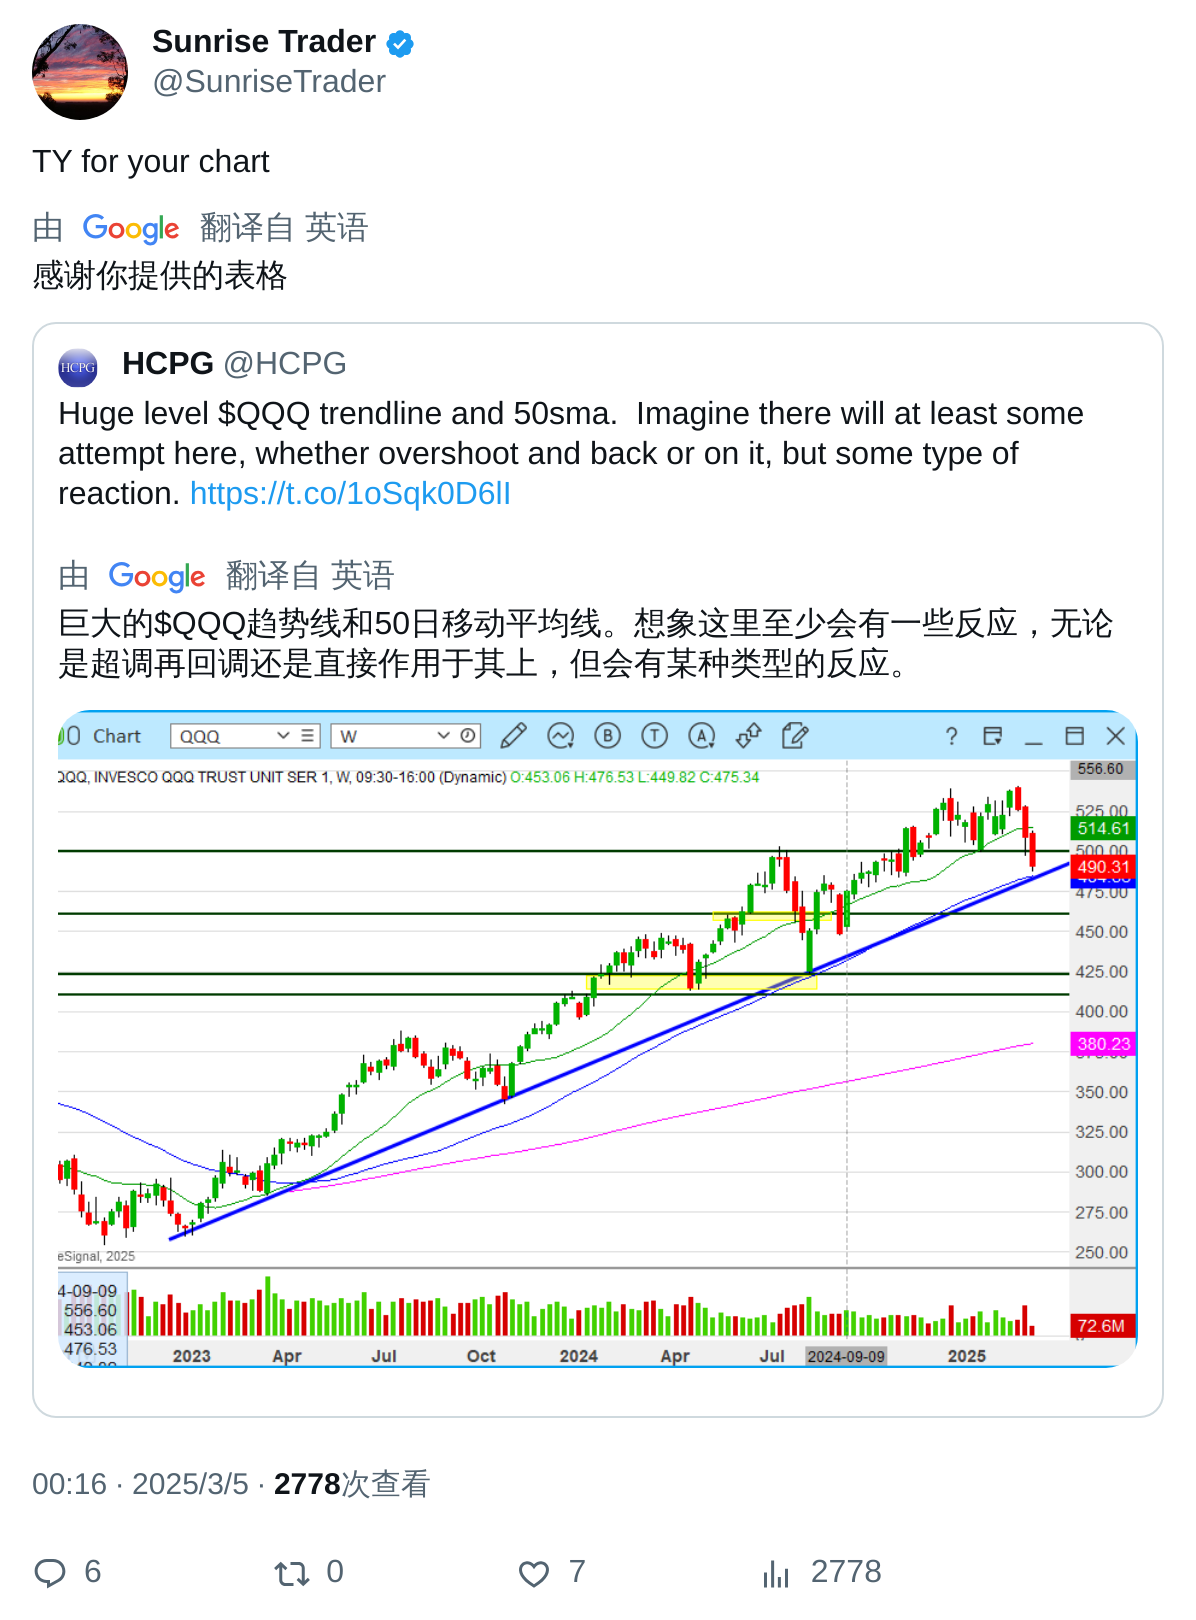 Sunrise Trader
@SunriseTrader
TY for your chart
由 Google 翻译自 英语
感谢你提供的表格
HCPG
HCPG @HCPG
Huge level $QQQ trendline and 50sma.  Imagine there will at least some
attempt here, whether overshoot and back or on it, but some type of
reaction. https://t.co/1oSqk0D6lI
由 Google 翻译自 英语
巨大的$QQQ趋势线和50日移动平均线。想象这里至少会有一些反应，无论
是超调再回调还是直接作用于其上，但会有某种类型的反应。
Chart QQQ W B T A ?
QQQ, INVESCO QQQ TRUST UNIT SER 1, W, 09:30-16:00 (Dynamic) O:453.06 H:476.53 L:449.82 C:475.34
556.60
525.00
514.61
500.00
490.31
475.00
450.00
425.00
400.00
380.23
350.00
325.00
300.00
275.00
250.00
eSignal, 2025
4-09-09
556.60
453.06
476.53
72.6M
2023 Apr Jul Oct 2024 Apr Jul 2024-09-09 2025
00:16 · 2025/3/5 · 2778次查看
6 0 7 2778